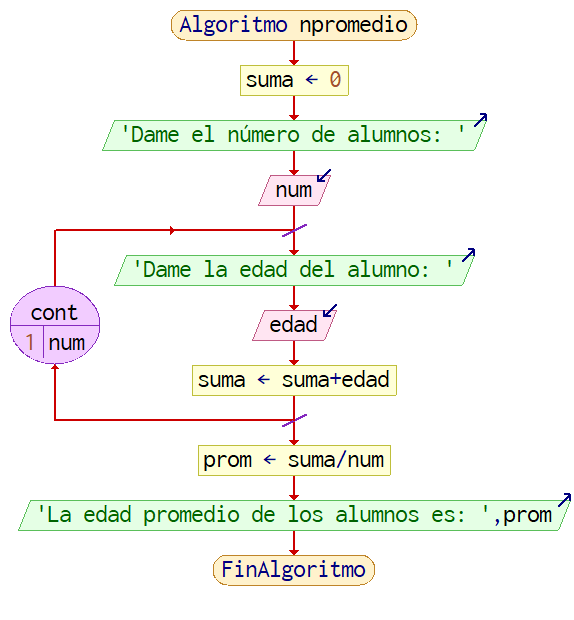 Algoritmo npromedio
suma ← 0
'Dame el número de alumnos: '
num
'Dame la edad del alumno: '
cont
1 num
edad
suma ← suma+edad
prom ← suma/num
'La edad promedio de los alumnos es: ',prom
FinAlgoritmo